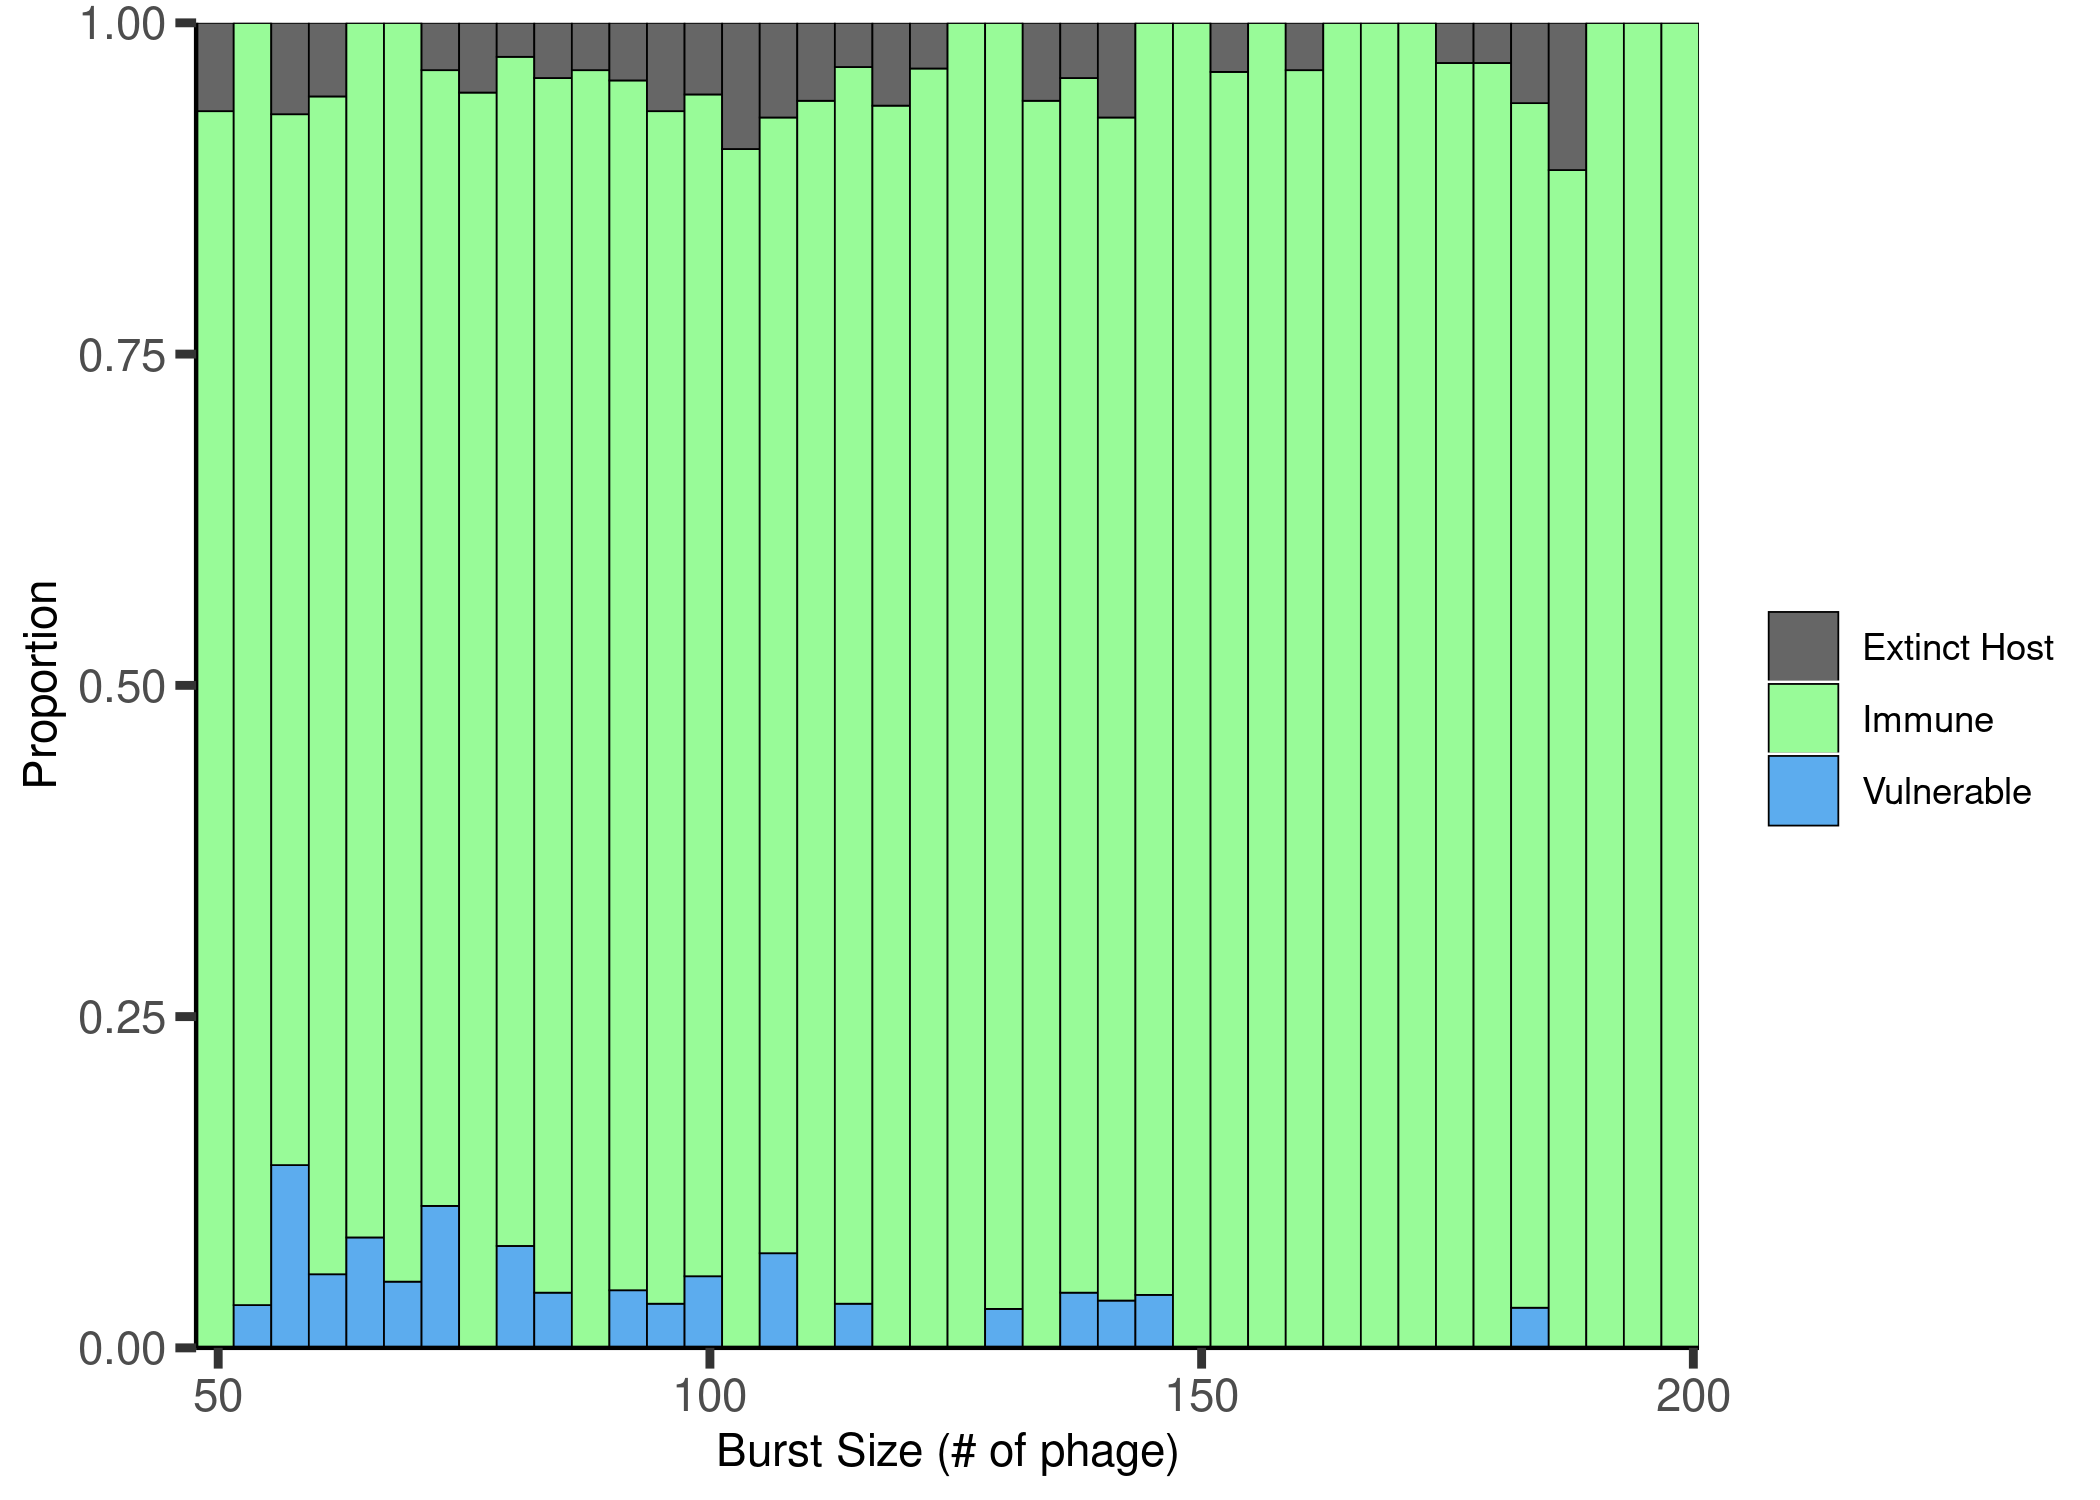 1.00
0.75
0.50
0.25
0.00
Proportion
50 100 150 200
Burst Size (# of phage)
Extinct Host
Immune
Vulnerable